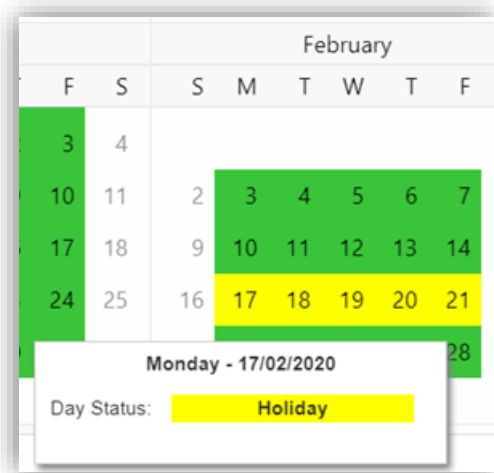 February
F S S M T W T F
3 4
10 11 2 3 4 5 6 7
17 18 9 10 11 12 13 14
24 25 16 17 18 19 20 21
28
Monday - 17/02/2020
Day Status: Holiday